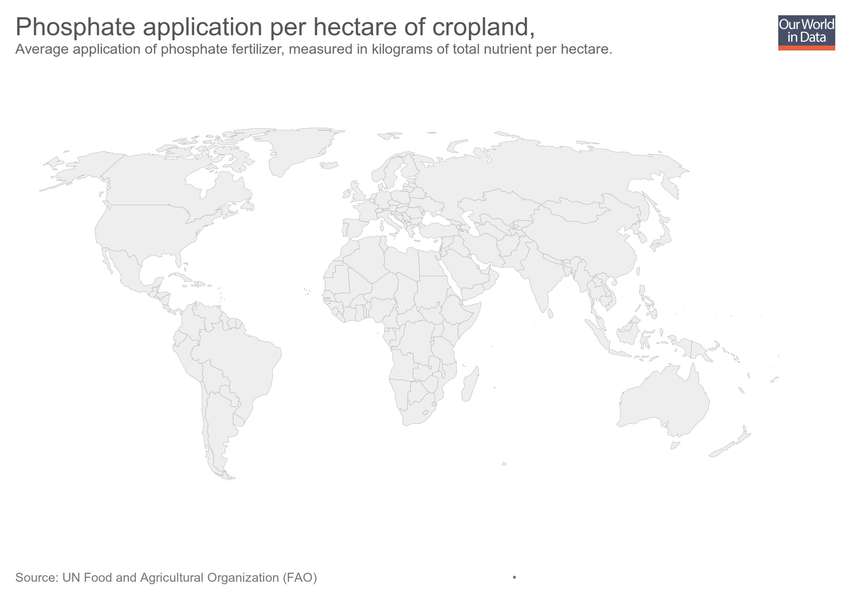 Phosphate application per hectare of cropland,
Average application of phosphate fertilizer, measured in kilograms of total nutrient per hectare.
Our World
in Data
Source: UN Food and Agricultural Organization (FAO)
•